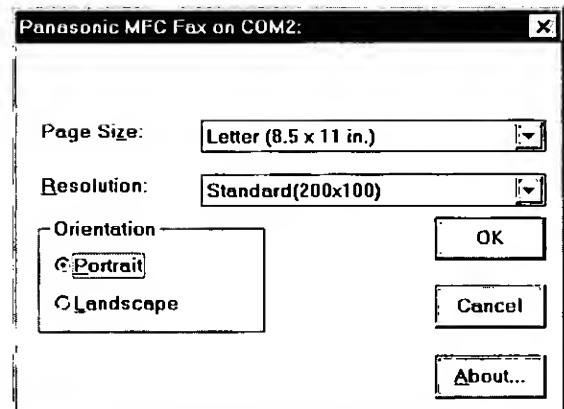 Panasonic MFC Fax on COM2:
Page Size:
Letter (8.5 x 11 in.)
Resolution:
Standard(200x100)
Orientation
Portrait
Landscape
OK
Cancel
About...